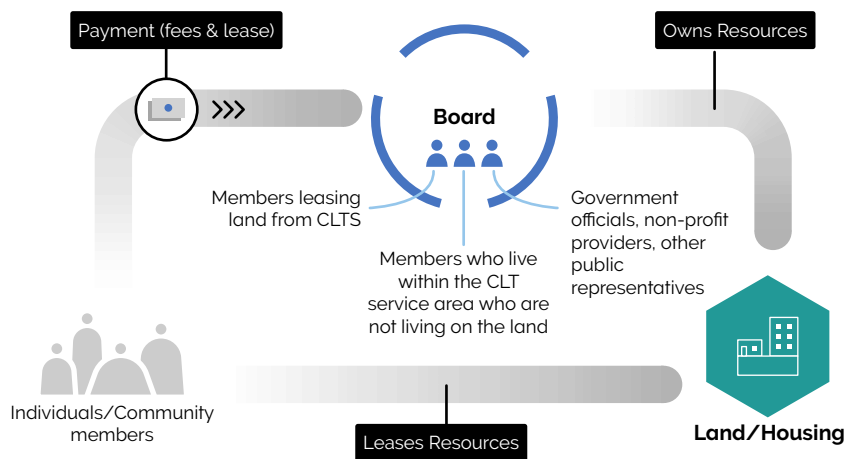 Payment (fees & lease)
Owns Resources
Board
Members leasing
land from CLTS
Members who live
within the CLT
service area who are
not living on the land
Government
officials, non-profit
providers, other
public
representatives
Individuals/Community
members
Leases Resources
Land/Housing